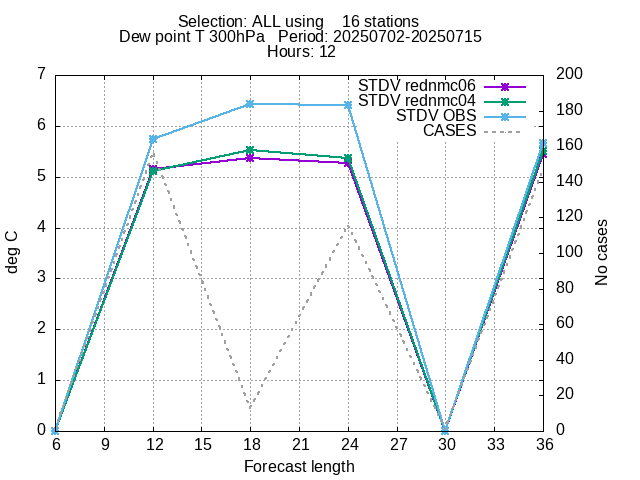 Selection: ALL using    16 stations
Dew point T 300hPa   Period: 20250702-20250715
Hours: 12
STDV rednmc06
STDV rednmc04
STDV OBS
CASES
7
6
5
4
3
2
1
0
deg C
200
180
160
140
120
100
80
60
40
20
0
No cases
6 9 12 15 18 21 24 27 30 33 36
Forecast length